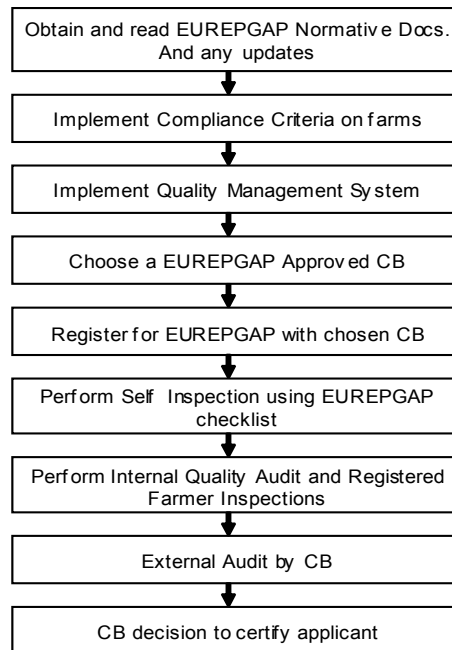 Obtain and read EUREPGAP Normative Docs.
And any updates
Implement Compliance Criteria on farms
Implement Quality Management System
Choose a EUREPGAP Approved CB
Register for EUREPGAP with chosen CB
Perform Self Inspection using EUREPGAP
checklist
Perform Internal Quality Audit and Registered
Farmer Inspections
External Audit by CB
CB decision to certify applicant